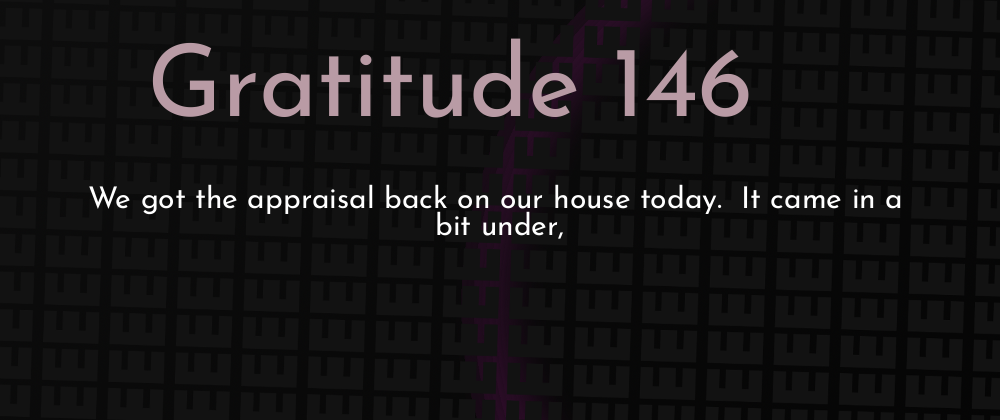 Gratitude 146
We got the appraisal back on our house today.  It came in a
bit under,